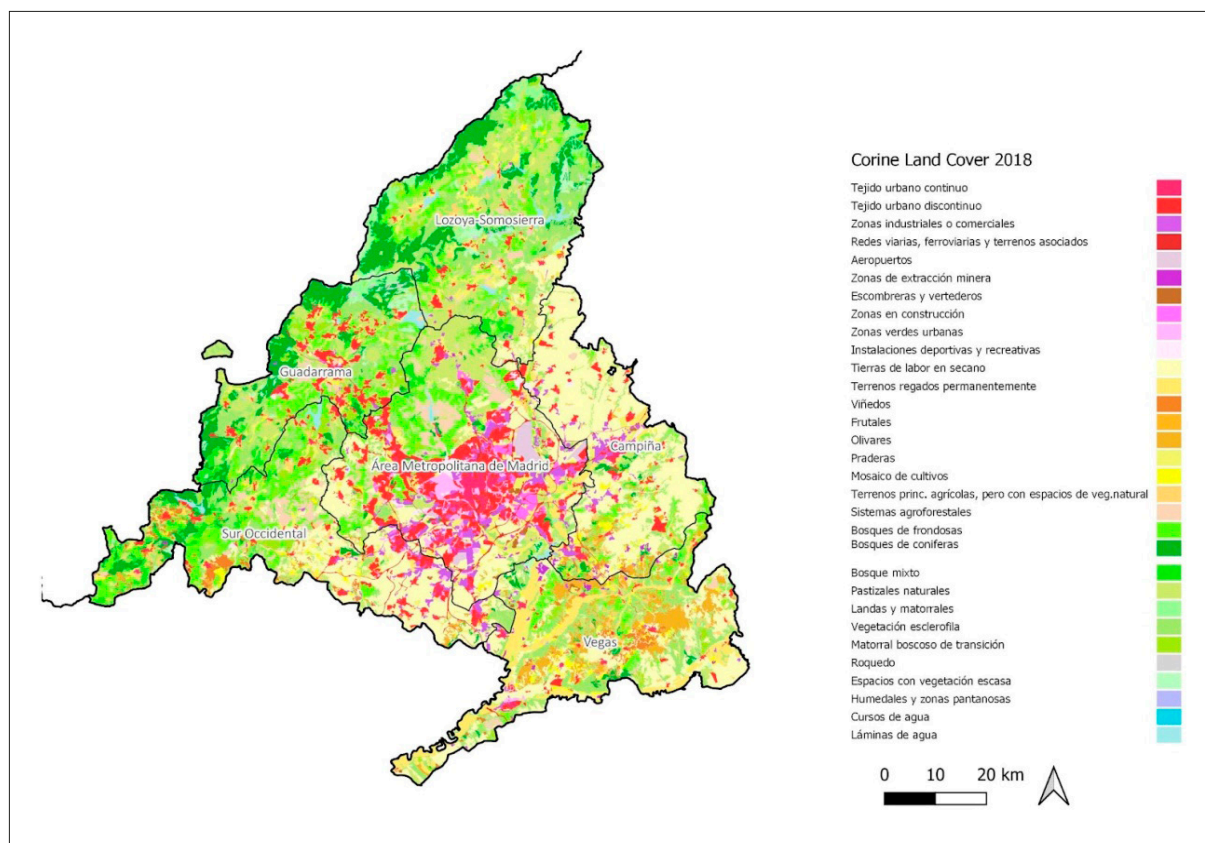 Lozoya-Somosierra
Guadarrama
Campiña
Área Metropolitana de Madrid
Sur Occidental
Vegas
Corine Land Cover 2018
Tejido urbano continuo
Tejido urbano discontinuo
Zonas industriales o comerciales
Redes viarias, ferroviarias y terrenos asociados
Aeropuertos
Zonas de extracción minera
Escombreras y vertederos
Zonas en construcción
Zonas verdes urbanas
Instalaciones deportivas y recreativas
Tierras de labor en secano
Terrenos regados permanentemente
Viñedos
Frutales
Olivares
Praderas
Mosaico de cultivos
Terrenos princ. agrícolas, pero con espacios de veg.natural
Sistemas agroforestales
Bosques de frondosas
Bosques de coniferas
Bosque mixto
Pastizales naturales
Landas y matorrales
Vegetación esclerofila
Matorral boscoso de transición
Roquedo
Espacios con vegetación escasa
Humedales y zonas pantanosas
Cursos de agua
Láminas de agua
0 10 20 km